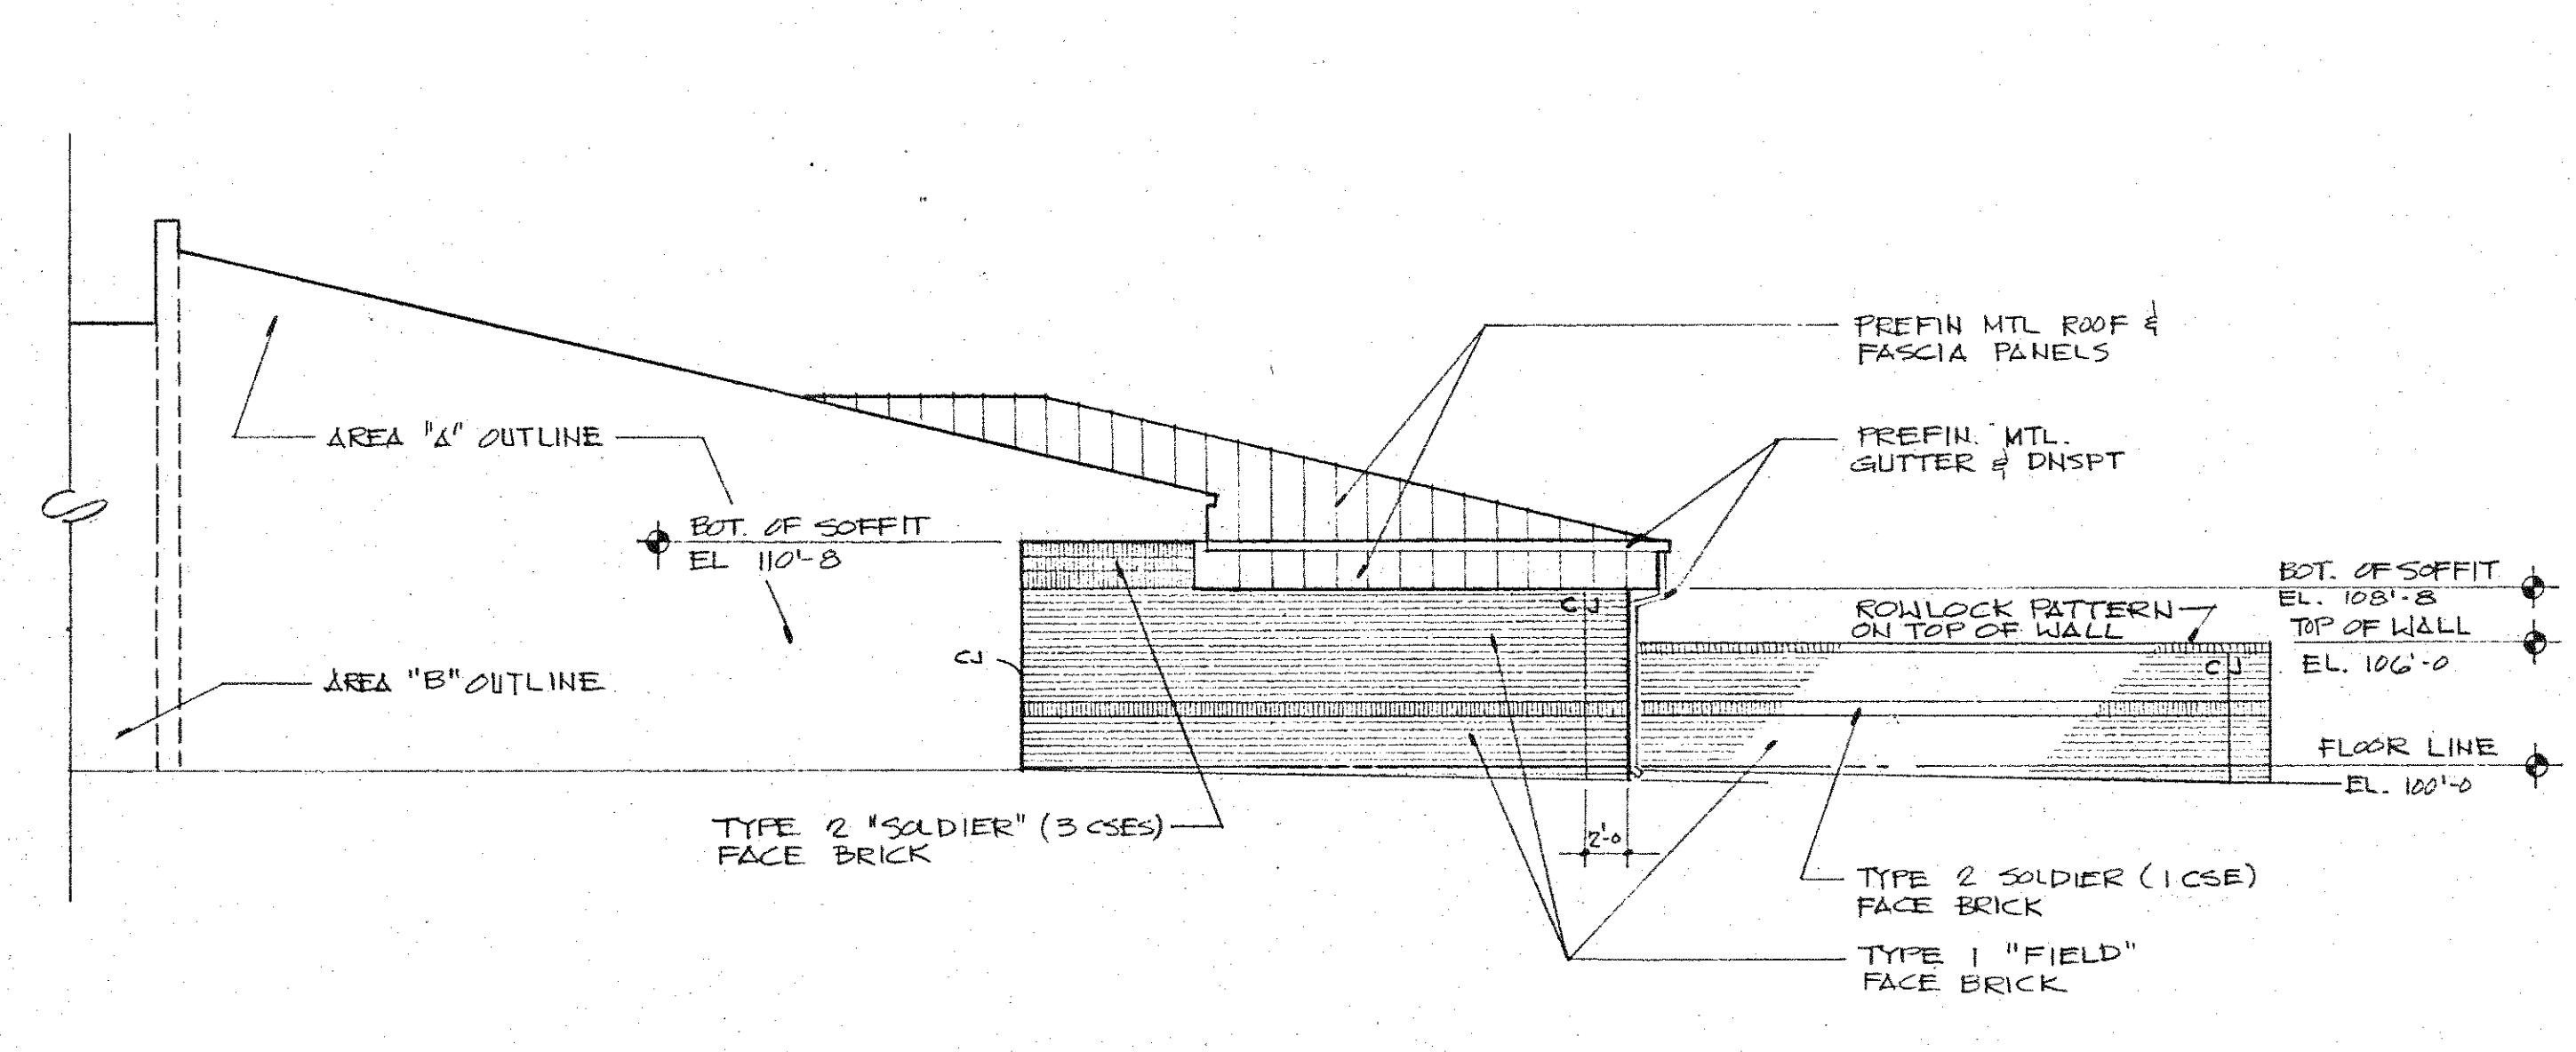 PREFIN MTL ROOF &
FASCIA PANELS
AREA "A" OUTLINE
PREFIN. MTL.
GUTTER & DNSPT
BOT. OF SOFFIT
EL 110'-8
BOT. OF SOFFIT
EL. 108'-8
ROWLOCK PATTERN
ON TOP OF WALL
TOP OF WALL
EL. 106'-0
CJ
CJ
CJ
AREA "B" OUTLINE
FLOOR LINE
EL. 100'-0
TYPE 2 "SOLDIER" (3 CSES)
FACE BRICK
2'-0
TYPE 2 SOLDIER (1 CSE)
FACE BRICK
TYPE 1 "FIELD"
FACE BRICK